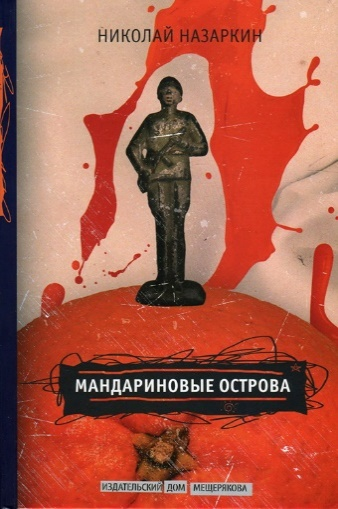 НИКОЛАЙ НАЗАРКИН
МАНДАРИНОВЫЕ ОСТРОВА
ИЗДАТЕЛЬСКИЙ ДОМ МЕЩЕРЯКОВА